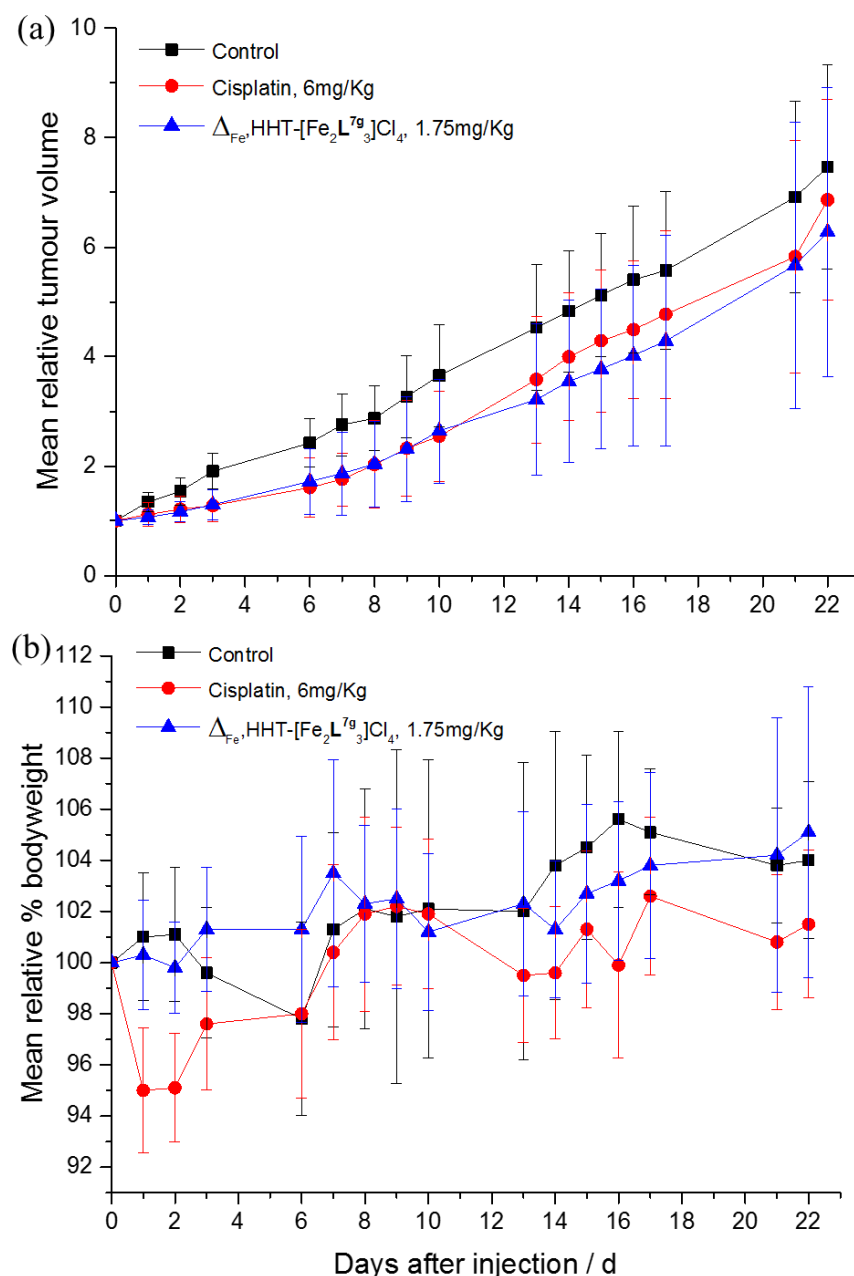 (a)
10
8
6
4
2
0
Mean relative tumour volume
Control
Cisplatin, 6mg/Kg
Δ_Fe,HHT-[Fe₂L⁷ᵍ₃]Cl₄, 1.75mg/Kg
0 2 4 6 8 10 12 14 16 18 20 22
(b)
112
110
108
106
104
102
100
98
96
94
92
Mean relative % bodyweight
Control
Cisplatin, 6mg/Kg
Δ_Fe,HHT-[Fe₂L⁷ᵍ₃]Cl₄, 1.75mg/Kg
0 2 4 6 8 10 12 14 16 18 20 22
Days after injection / d